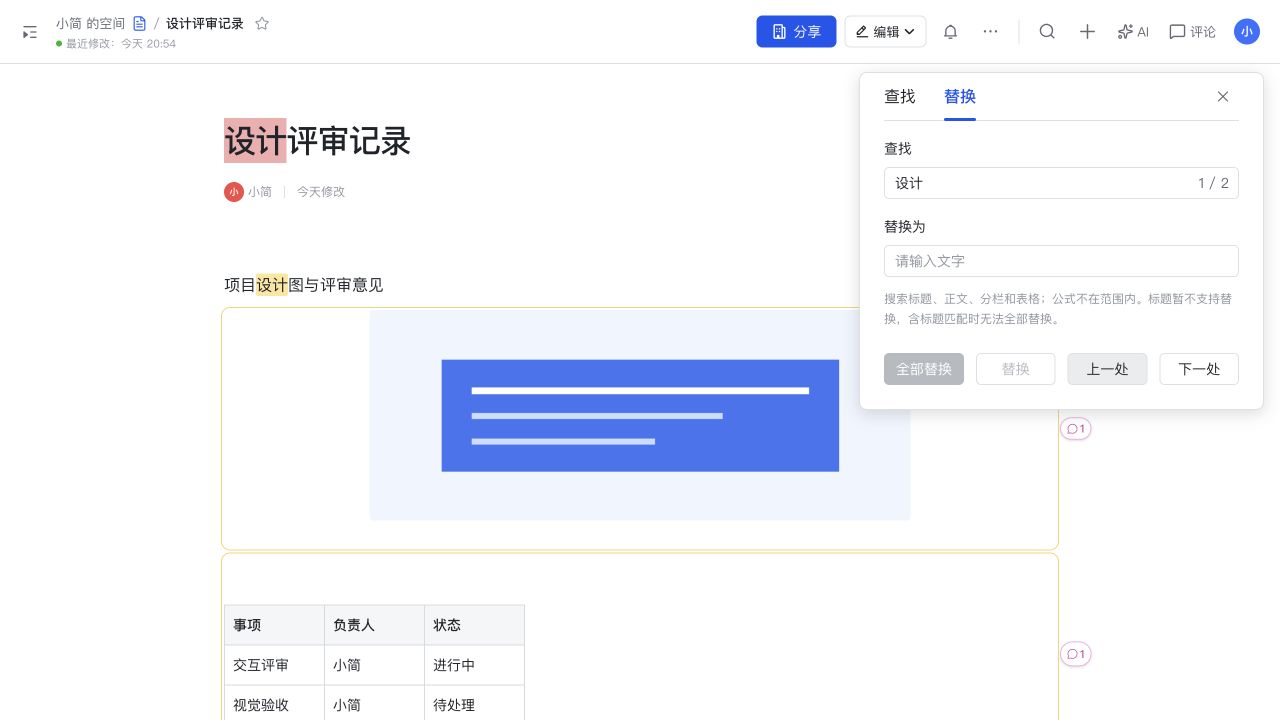 小简 的空间 / 设计评审记录
最近修改：今天 20:54
分享
编辑
AI
评论
小
设计评审记录
小 小简 | 今天修改
项目设计图与评审意见
查找 替换
查找
设计 1 / 2
替换为
请输入文字
搜索标题、正文、分栏和表格；公式不在范围内。标题暂不支持替
换，含标题匹配时无法全部替换。
全部替换 替换 上一处 下一处
1
事项 负责人 状态
交互评审 小简 进行中
1
视觉验收 小简 待处理